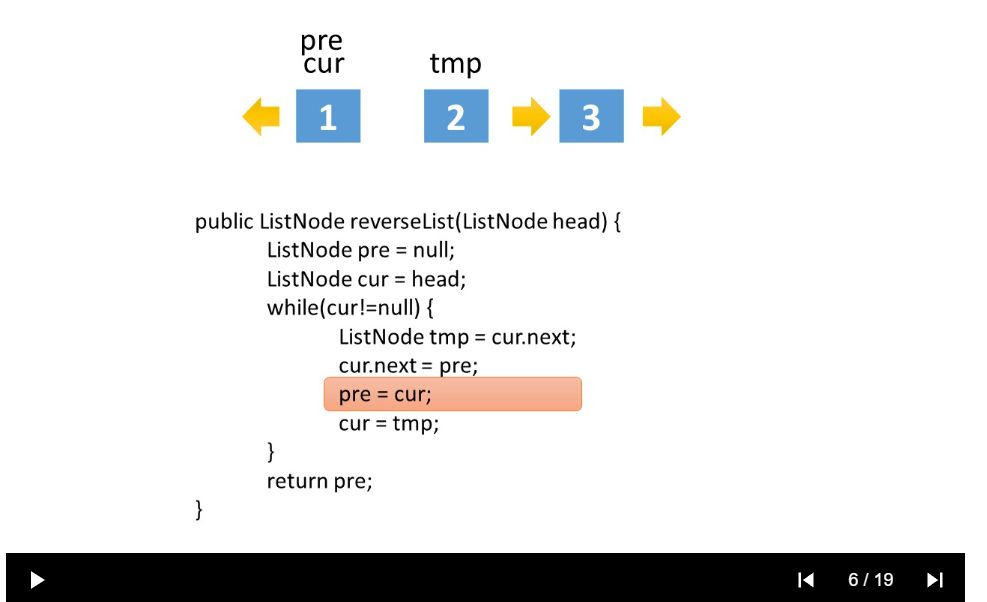 pre
cur
tmp
1
2
3
public ListNode reverseList(ListNode head) {
ListNode pre = null;
ListNode cur = head;
while(cur!=null) {
ListNode tmp = cur.next;
cur.next = pre;
pre = cur;
cur = tmp;
}
return pre;
}
6 / 19